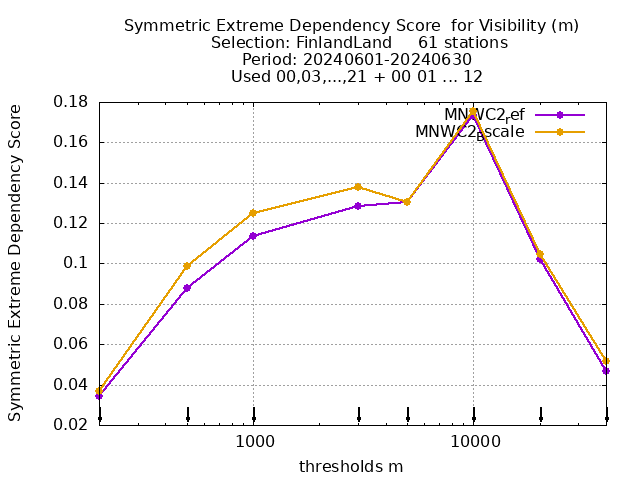 Symmetric Extreme Dependency Score  for Visibility (m)
Selection: FinlandLand     61 stations
Period: 20240601-20240630
Used 00,03,...,21 + 00 01 ... 12
Symmetric Extreme Dependency Score
0.18
0.16
0.14
0.12
0.1
0.08
0.06
0.04
0.02
MNWC2ref
MNWC2Bscale
1000
10000
thresholds m